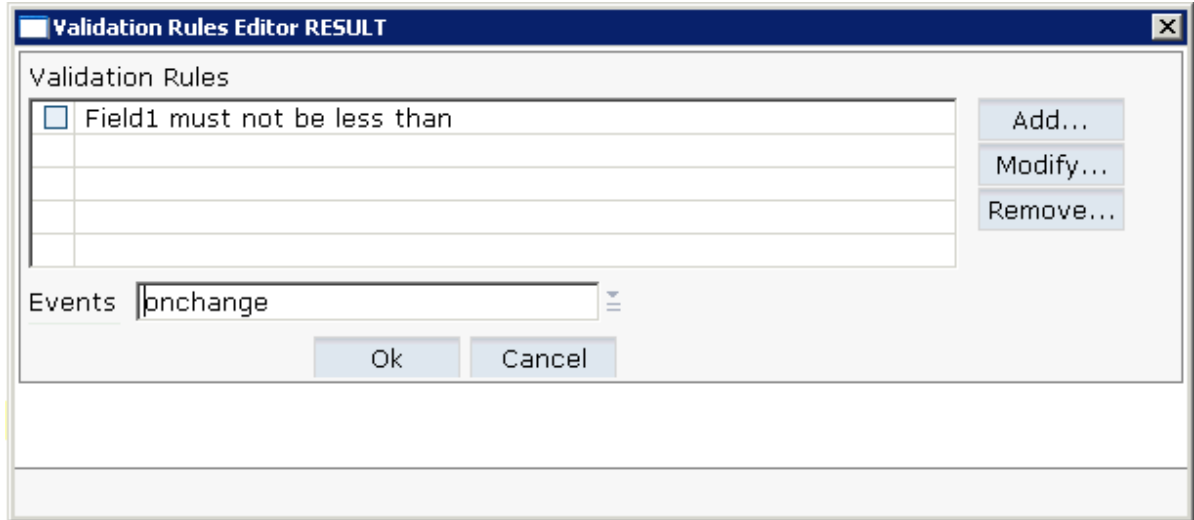 Validation Rules Editor RESULT
Validation Rules
Field1 must not be less than
Add...
Modify...
Remove...
Events onchange
Ok Cancel